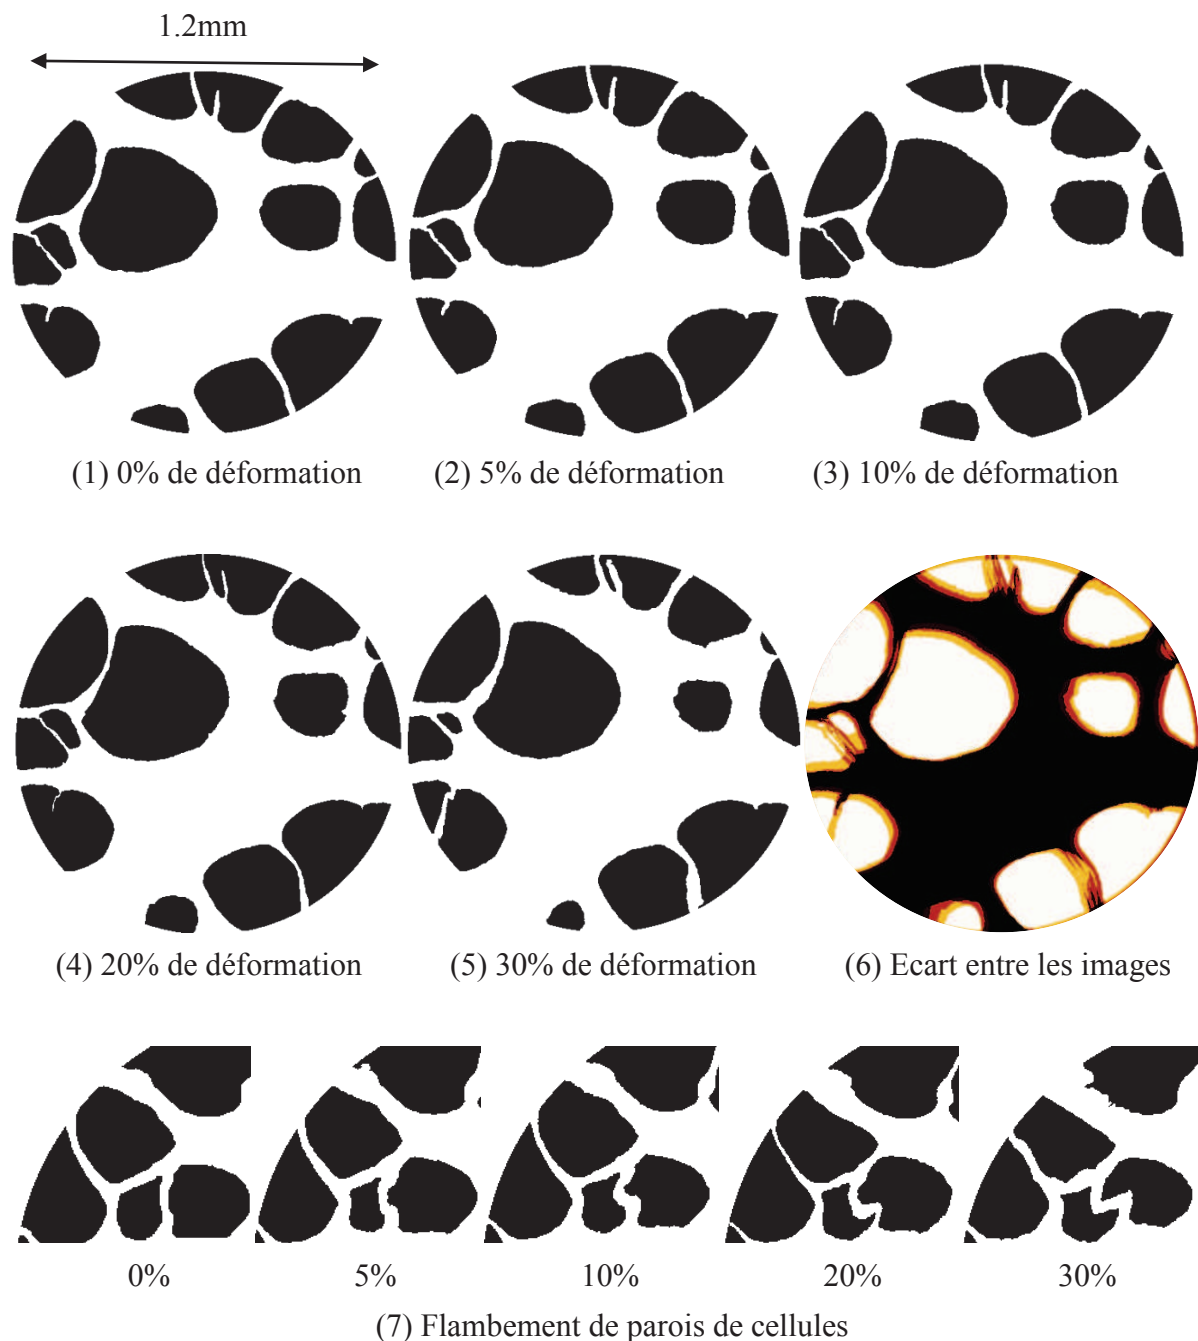 1.2mm
(1) 0% de déformation
(2) 5% de déformation
(3) 10% de déformation
(4) 20% de déformation
(5) 30% de déformation
(6) Ecart entre les images
0%
5%
10%
20%
30%
(7) Flambement de parois de cellules